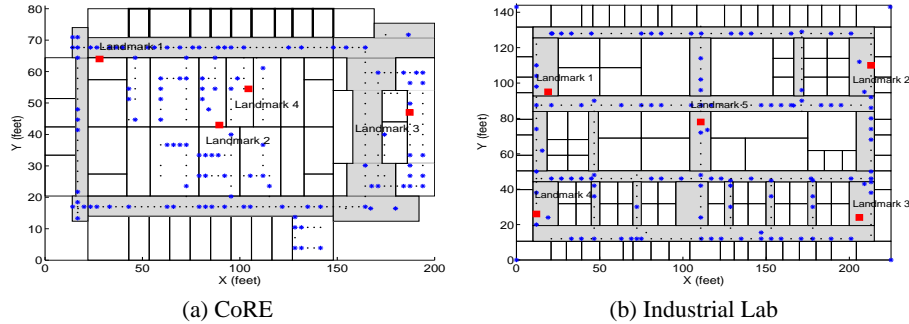 80
70
60
50
40
30
20
10
0
Y (feet)
Landmark 1
Landmark 4
Landmark 3
Landmark 2
0
50
100
150
200
X (feet)
(a) CoRE
140
120
100
80
60
40
20
0
Y (feet)
Landmark 1
Landmark 2
Landmark 5
Landmark 4
Landmark 3
0
50
100
150
200
X (feet)
(b) Industrial Lab